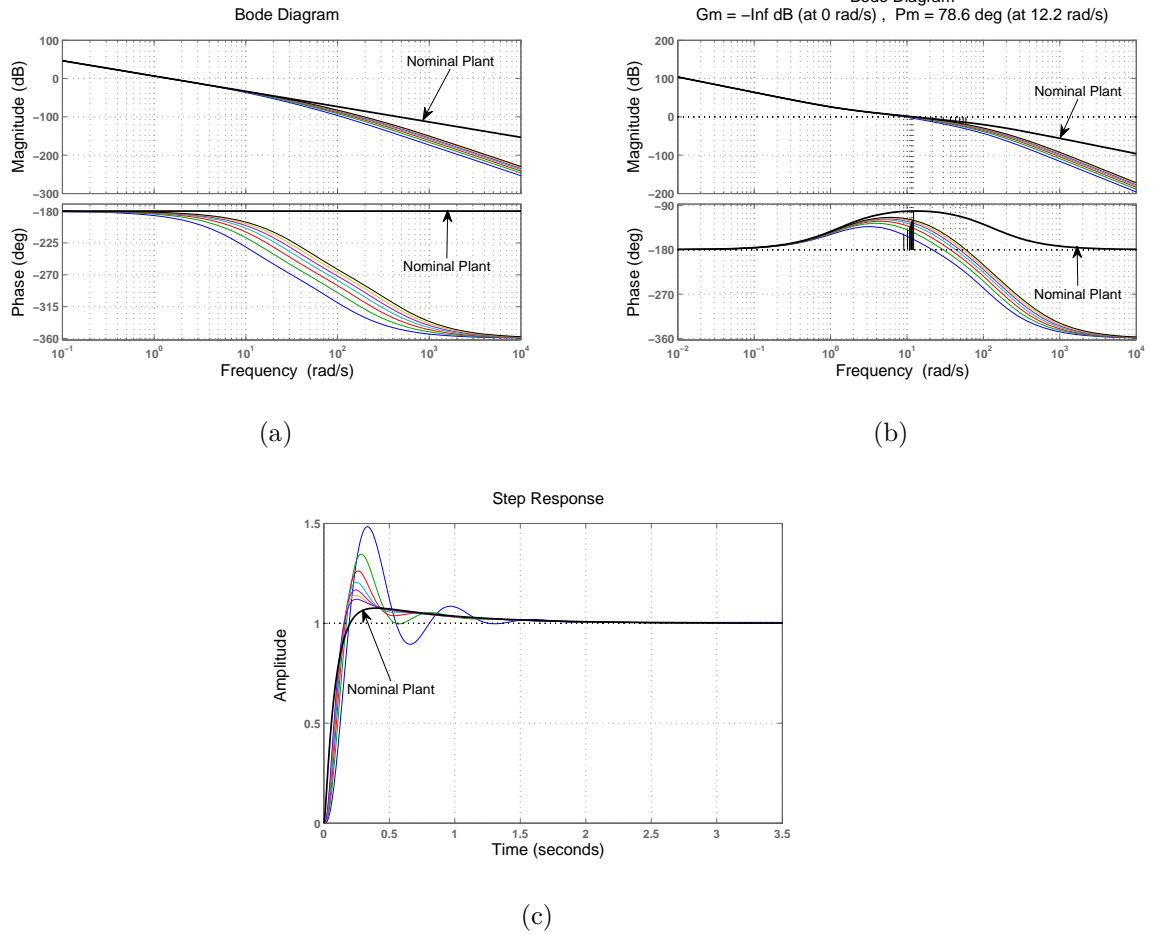 Bode Diagram
100
0
−100
−200
−300
Magnitude (dB)
Nominal Plant
−180
−225
−270
−315
−360
Phase (deg)
Nominal Plant
10⁻¹ 10⁰ 10¹ 10² 10³ 10⁴
Frequency (rad/s)
(a)
Bode Diagram
Gm = −Inf dB (at 0 rad/s) , Pm = 78.6 deg (at 12.2 rad/s)
200
100
0
−100
−200
Magnitude (dB)
Nominal Plant
−90
−180
−270
−360
Phase (deg)
Nominal Plant
10⁻² 10⁻¹ 10⁰ 10¹ 10² 10³ 10⁴
Frequency (rad/s)
(b)
Step Response
1.5
1
0.5
0
Amplitude
Nominal Plant
0 0.5 1 1.5 2 2.5 3 3.5
Time (seconds)
(c)